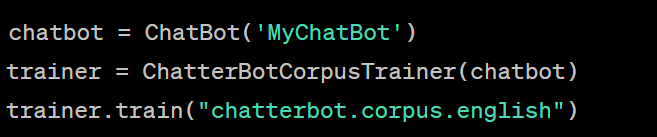 chatbot = ChatBot('MyChatBot')
trainer = ChatterBotCorpusTrainer(chatbot)
trainer.train("chatterbot.corpus.english")